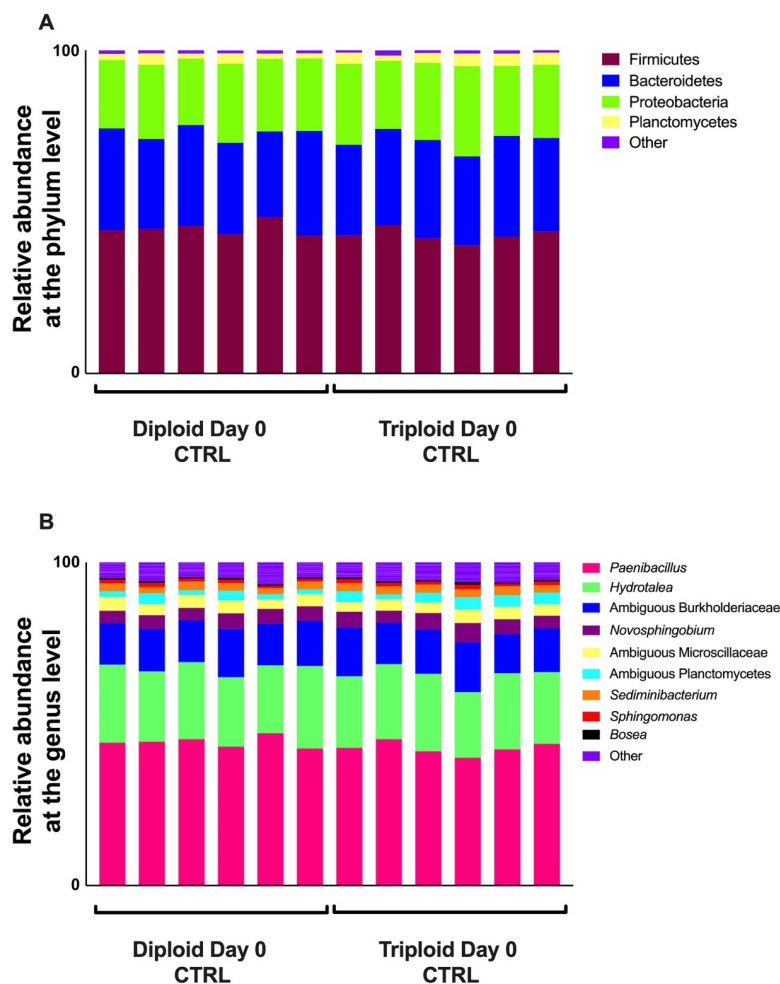 A
100
Relative abundance
at the phylum level
0
Firmicutes
Bacteroidetes
Proteobacteria
Planctomycetes
Other
Diploid Day 0
CTRL
Triploid Day 0
CTRL
B
100
Relative abundance
at the genus level
0
Paenibacillus
Hydrotalea
Ambiguous Burkholderiaceae
Novosphingobium
Ambiguous Microscillaceae
Ambiguous Planctomycetes
Sediminibacterium
Sphingomonas
Bosea
Other
Diploid Day 0
CTRL
Triploid Day 0
CTRL